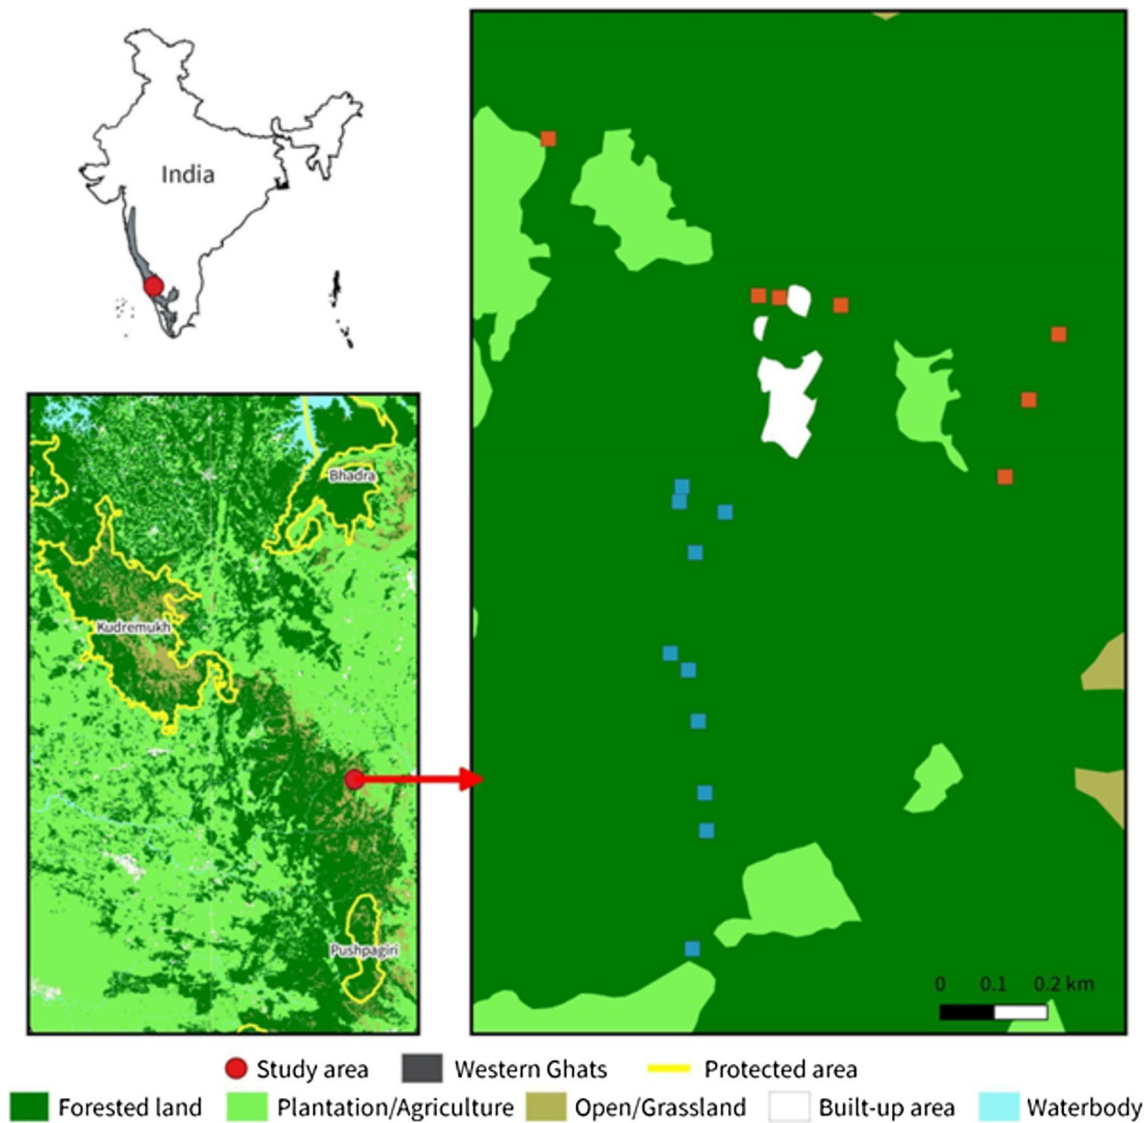 India
Bhadra
Kudremukh
Pushpagiri
0 0.1 0.2 km
Study area Western Ghats Protected area
Forested land Plantation/Agriculture Open/Grassland Built-up area Waterbody